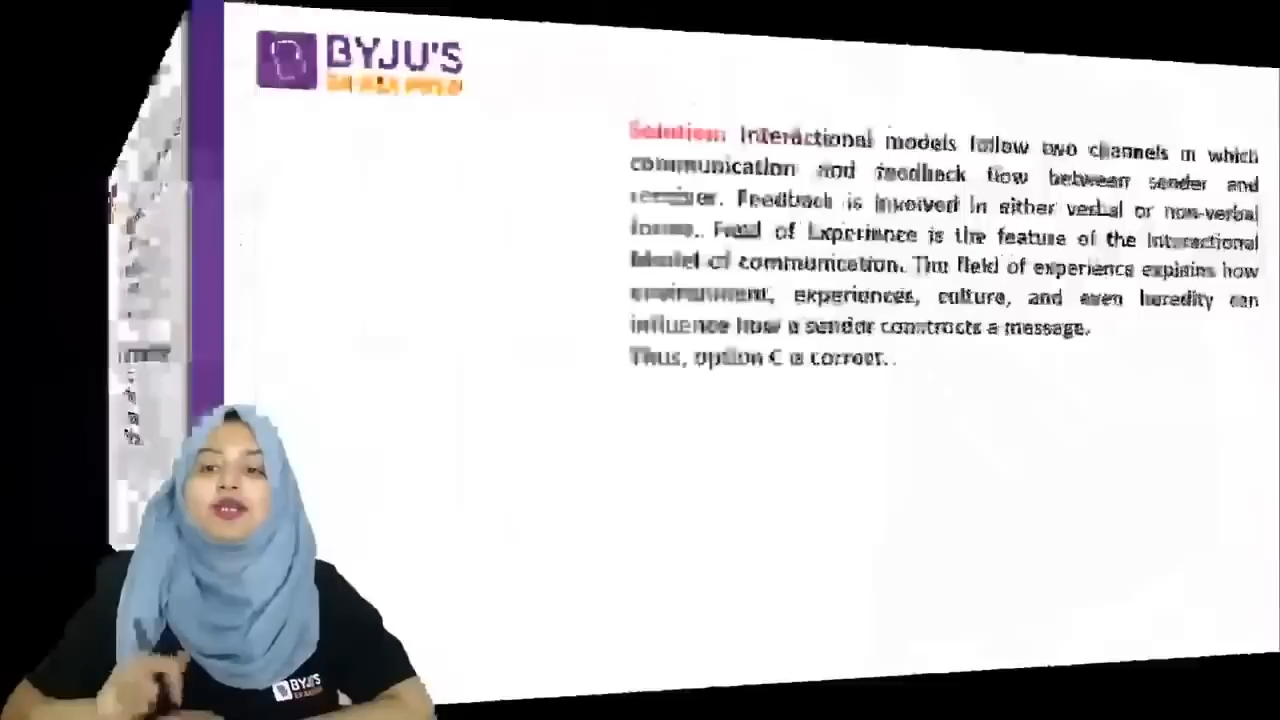 BYJU'S
EXAM PREP
Solution: Interactional models follow two channels in which
communication and feedback flow between sender and
receiver. Feedback is involved in either verbal or non-verbal
forms. Field of Experience is the feature of the Interactional
Model of communication. The field of experience explains how
environment, experiences, culture, and even heredity can
influence how a sender constructs a message.
Thus, option C is correct.
BYJU'S